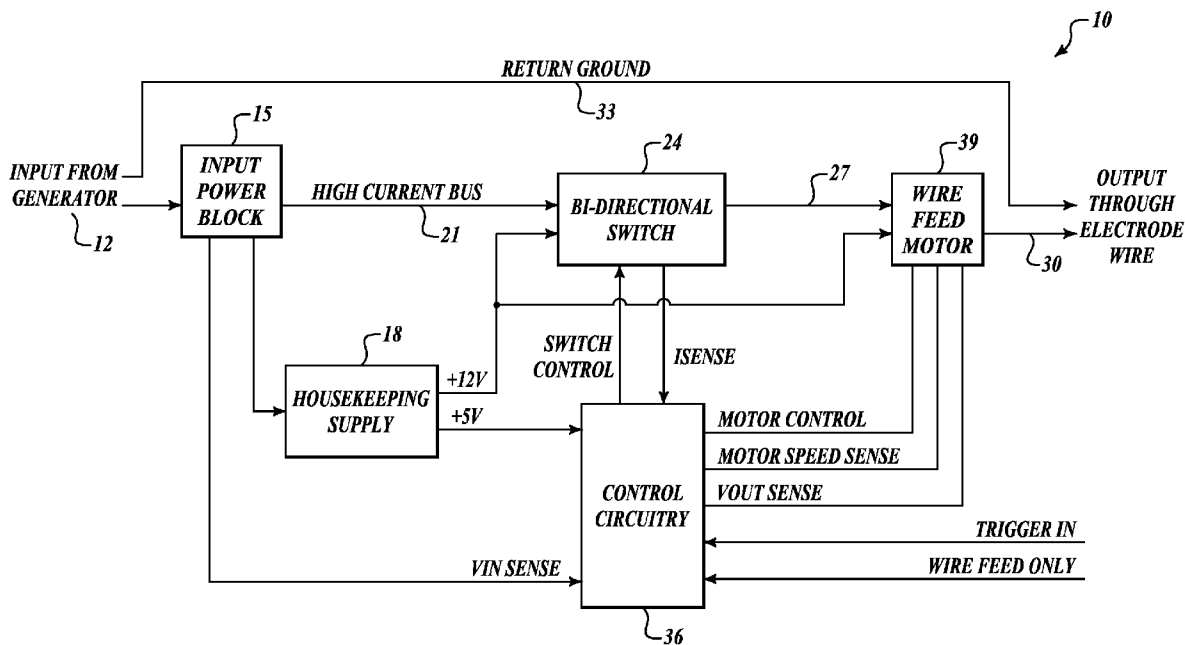 10
RETURN GROUND
33
15
24
39
INPUT FROM
GENERATOR
12
INPUT
POWER
BLOCK
HIGH CURRENT BUS
21
BI-DIRECTIONAL
SWITCH
27
WIRE
FEED
MOTOR
OUTPUT
THROUGH
ELECTRODE
WIRE
30
18
HOUSEKEEPING
SUPPLY
+12V
+5V
SWITCH
CONTROL
ISENSE
CONTROL
CIRCUITRY
MOTOR CONTROL
MOTOR SPEED SENSE
VOUT SENSE
TRIGGER IN
WIRE FEED ONLY
VIN SENSE
36